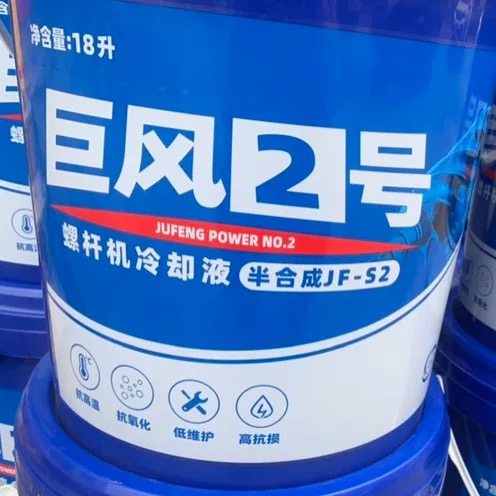 净含量:18升
巨风2号
JUFENG POWER NO.2
螺杆机冷却液 半合成JF-S2
抗高温
抗氧化
低维护
高抗损